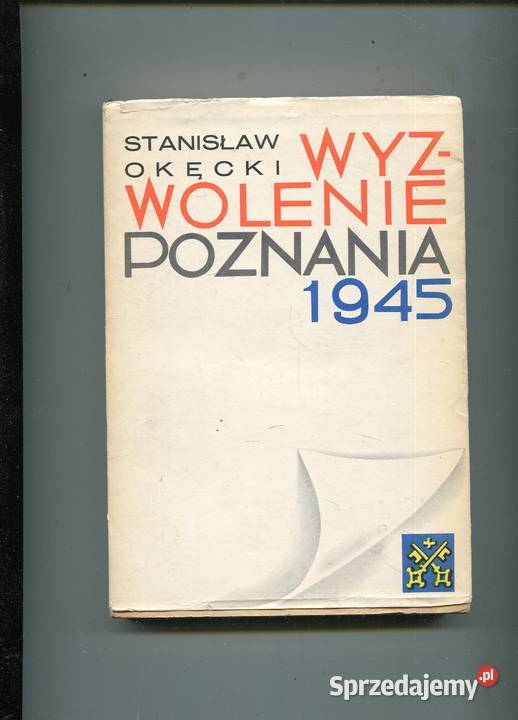 STANISŁAW
OKĘCKI WYZ-
WOLENIE
POZNANIA
1945
Sprzedajemy.pl